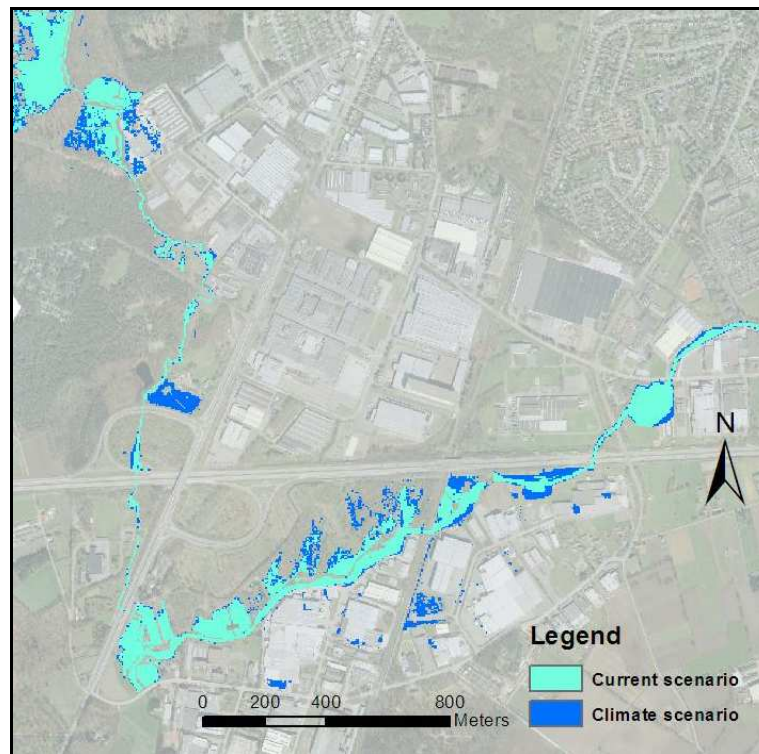 N
Legend
Current scenario
Climate scenario
0 200 400 800
Meters